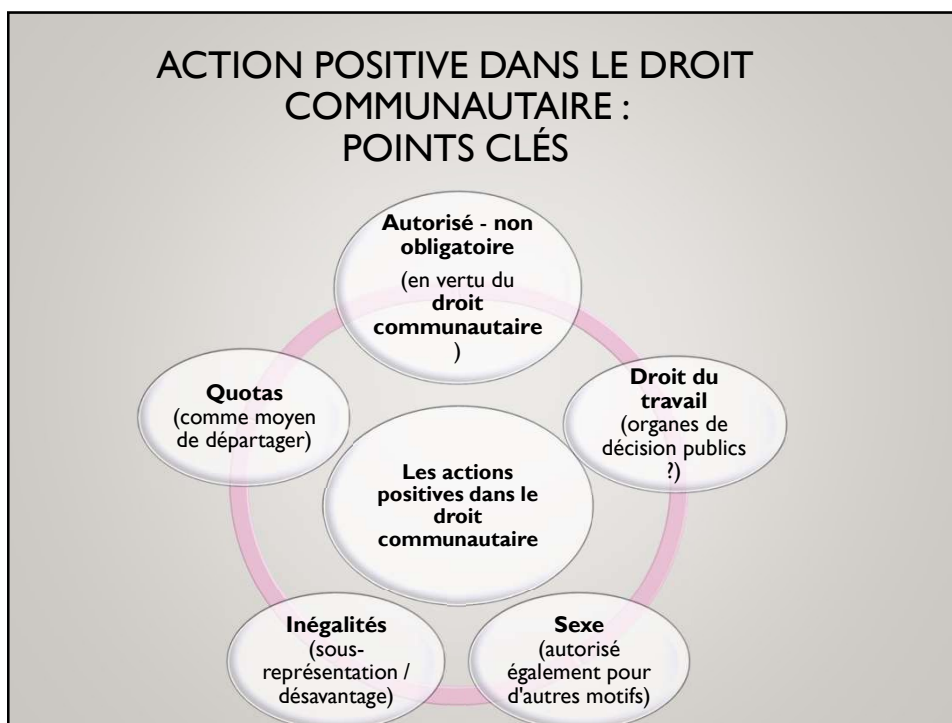 ACTION POSITIVE DANS LE DROIT
COMMUNAUTAIRE :
POINTS CLÉS
Autorisé - non
obligatoire
(en vertu du
droit
communautaire
)
Droit du
travail
(organes de
décision publics
?)
Sexe
(autorisé
également pour
d'autres motifs)
Inégalités
(sous-
représentation /
désavantage)
Quotas
(comme moyen
de départager)
Les actions
positives dans le
droit
communautaire